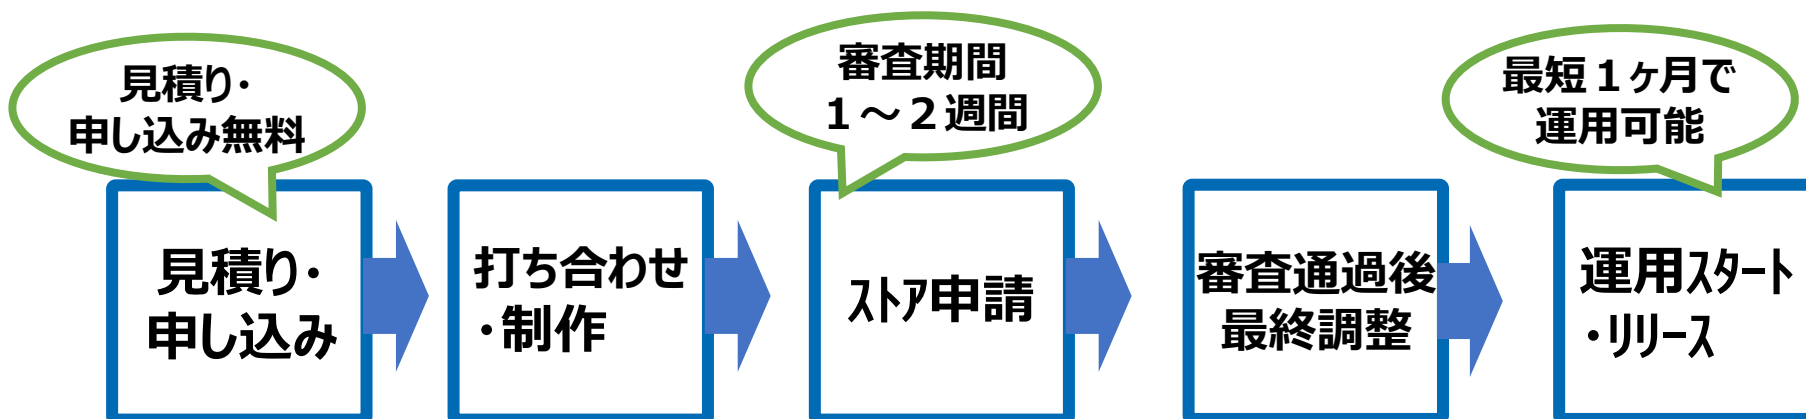 見積り・
申し込み無料
審査期間
１～２週間
最短１ヶ月で
運用可能
見積り・
申し込み
打ち合わせ
・制作
ｽﾄｱ申請
審査通過後
最終調整
運用ｽﾀｰﾄ
・ﾘﾘｰｽ